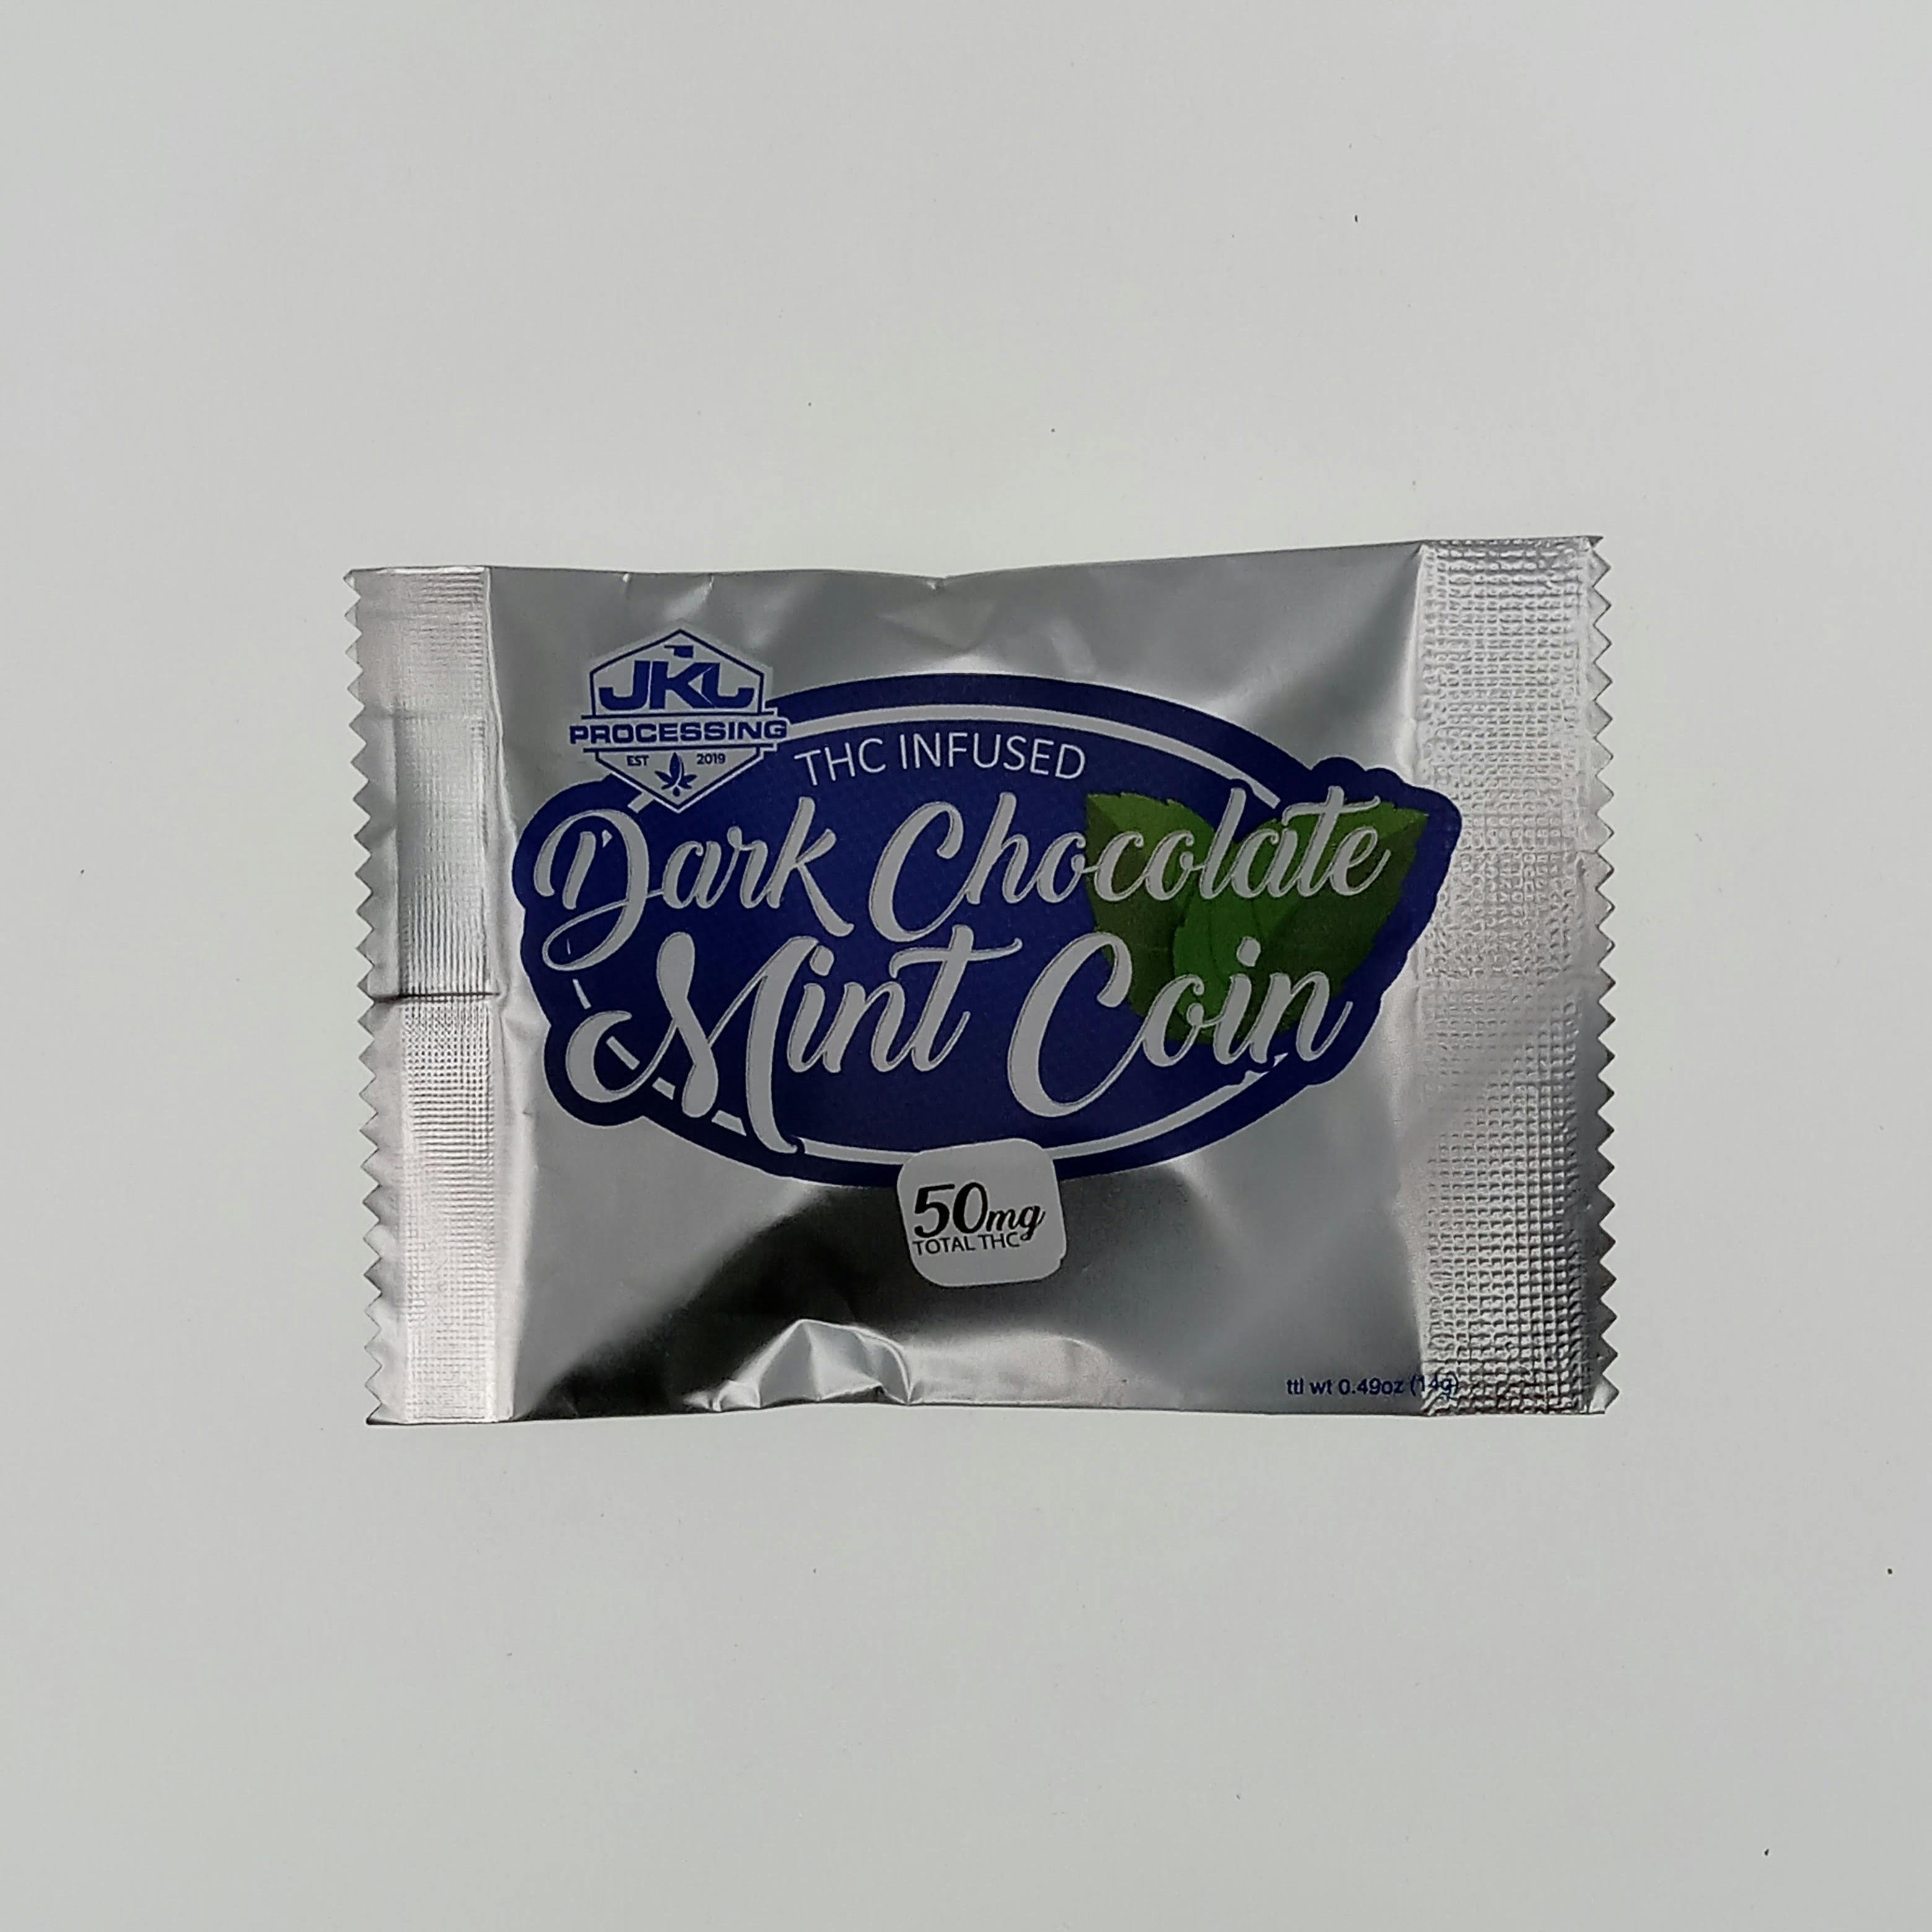 JKL
PROCESSING
EST 2019
THC INFUSED
Dark Chocolate
Mint Coin
50mg
TOTAL THC
ttl wt 0.49oz (14g)